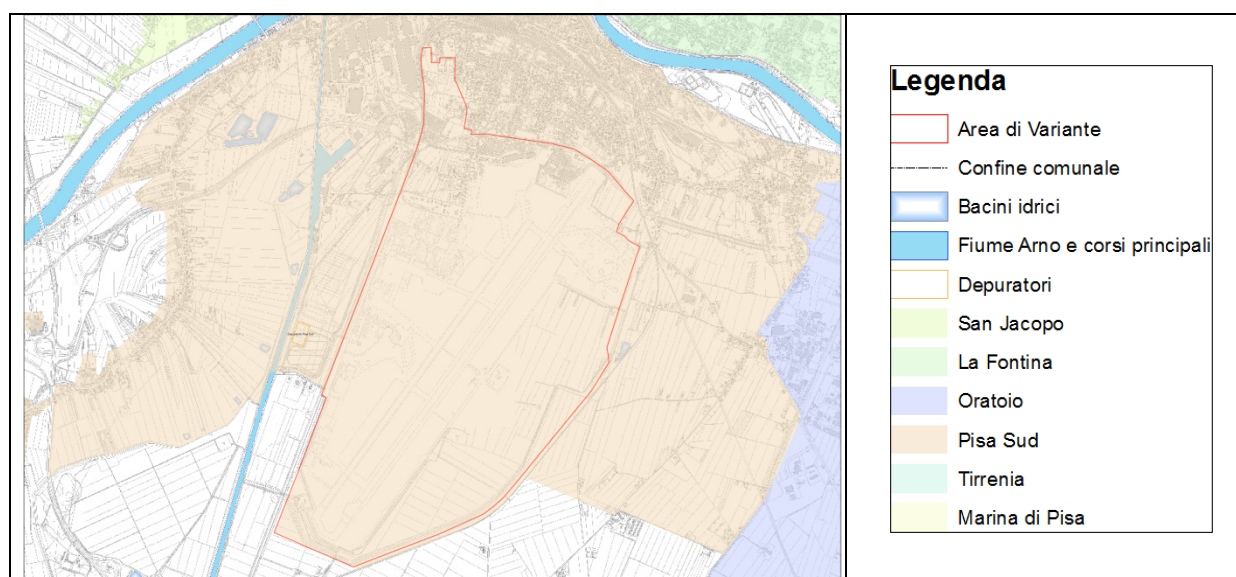 Legenda
Area di Variante
Confine comunale
Bacini idrici
Fiume Arno e corsi principali
Depuratori
San Jacopo
La Fontina
Oratoio
Pisa Sud
Tirrenia
Marina di Pisa